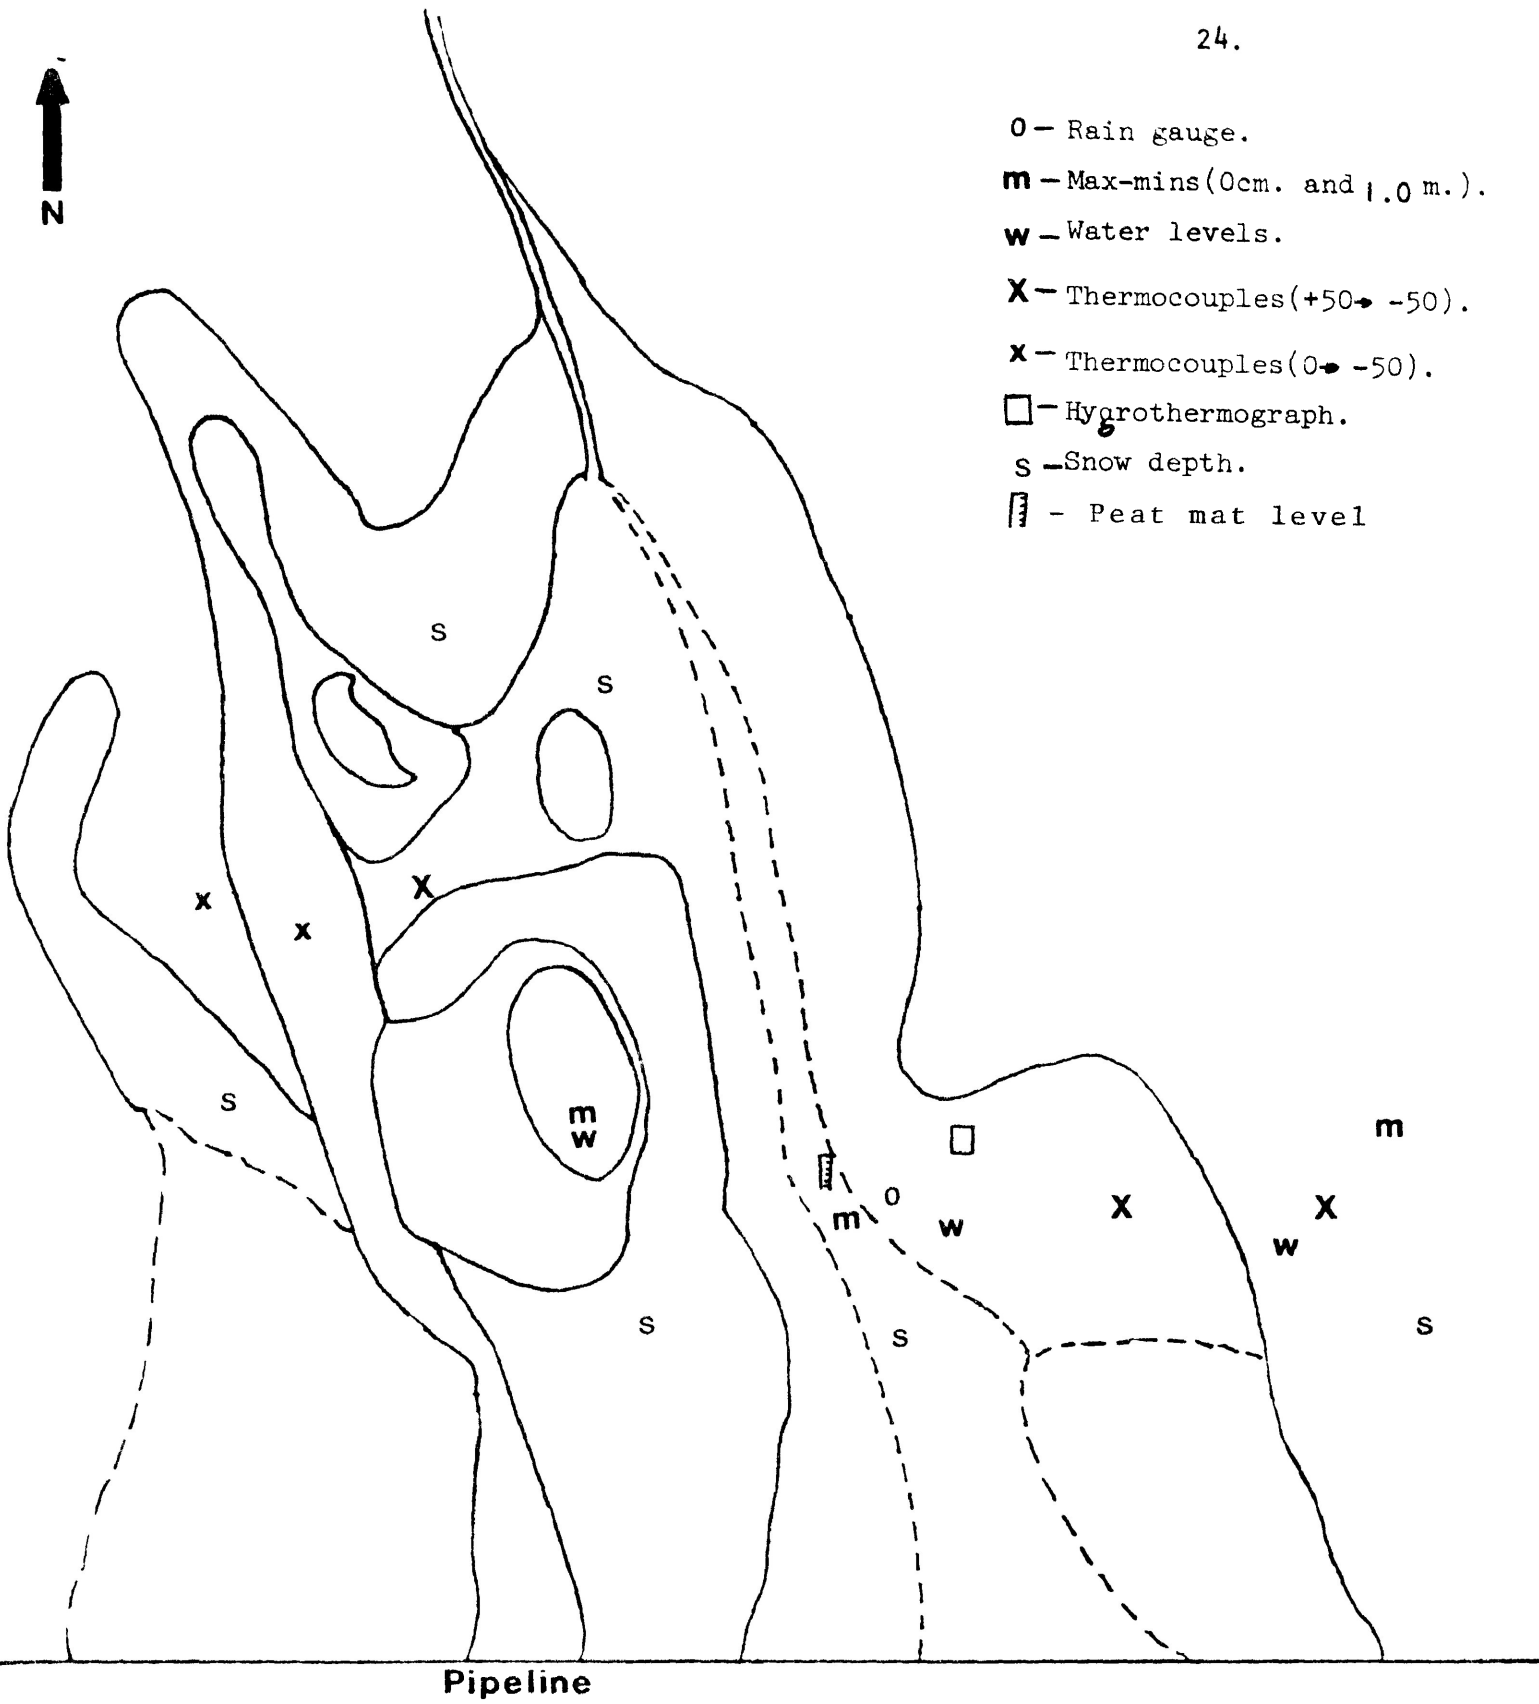 24.
N
O — Rain gauge.
m — Max-mins(0cm. and 1.0 m.).
w — Water levels.
X — Thermocouples(+50→ -50).
x — Thermocouples(0→ -50).
□ — Hygrothermograph.
S — Snow depth.
- Peat mat level
S
S
x
X
x
S
m
w
m
O
w
m
X
X
w
S
S
S
Pipeline